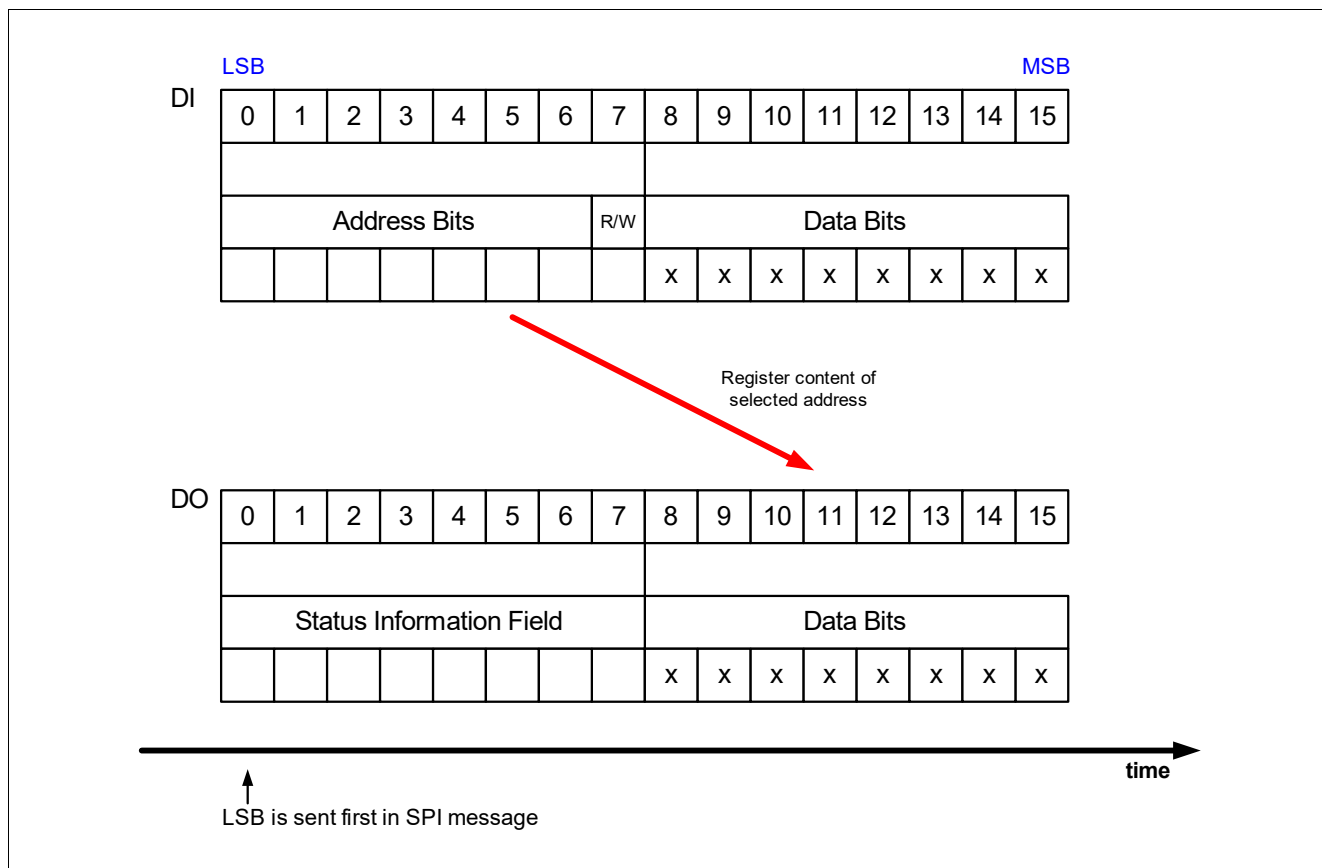 LSB MSB
DI
0 1 2 3 4 5 6 7 8 9 10 11 12 13 14 15
Address Bits R/W Data Bits
x x x x x x x x
Register content of
selected address
DO
0 1 2 3 4 5 6 7 8 9 10 11 12 13 14 15
Status Information Field Data Bits
x x x x x x x x
time
LSB is sent first in SPI message